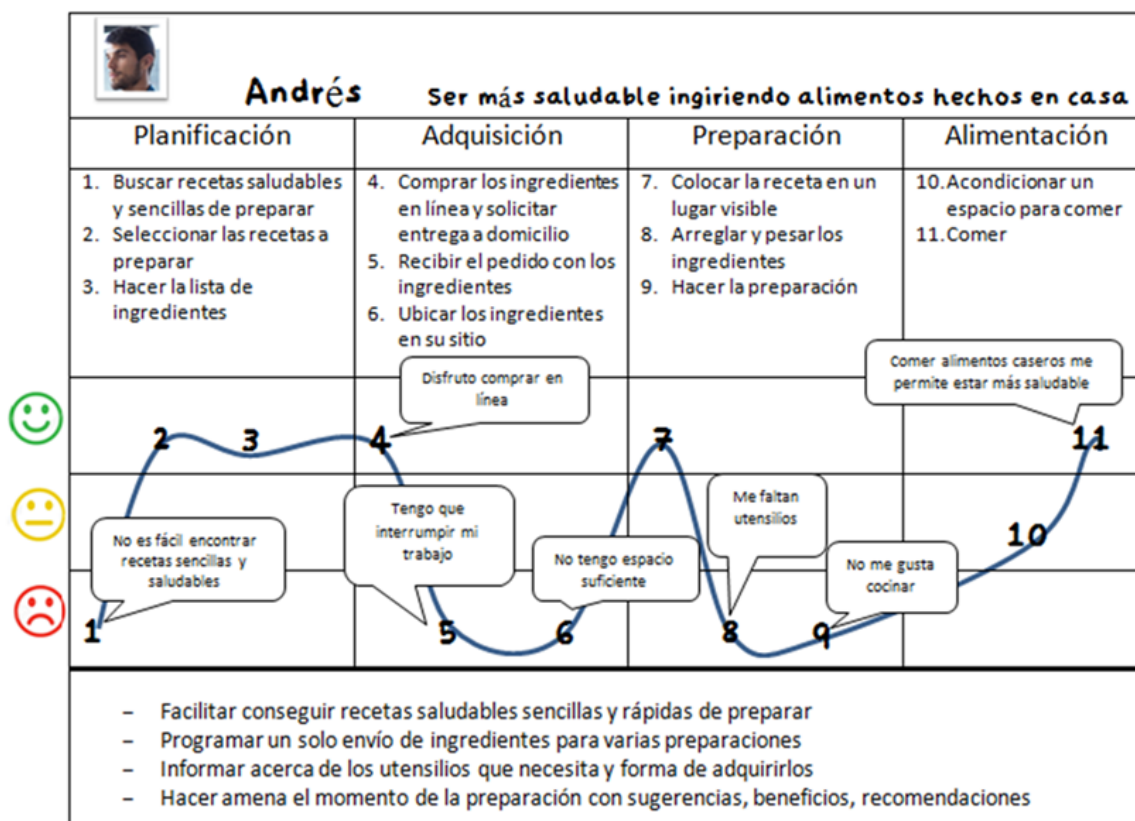 Andrés
Ser más saludable ingiriendo alimentos hechos en casa
Planificación
Adquisición
Preparación
Alimentación
1. Buscar recetas saludables
y sencillas de preparar
2. Seleccionar las recetas a
preparar
3. Hacer la lista de
ingredientes
4. Comprar los ingredientes
en línea y solicitar
entrega a domicilio
5. Recibir el pedido con los
ingredientes
6. Ubicar los ingredientes
en su sitio
7. Colocar la receta en un
lugar visible
8. Arreglar y pesar los
ingredientes
9. Hacer la preparación
10. Acondicionar un
espacio para comer
11. Comer
Disfruto comprar en
línea
Comer alimentos caseros me
permite estar más saludable
2
3
4
7
11
No es fácil encontrar
recetas sencillas y
saludables
Tengo que
interrumpir mi
trabajo
No tengo espacio
suficiente
Me faltan
utensilios
No me gusta
cocinar
10
1
5
6
8
9
– Facilitar conseguir recetas saludables sencillas y rápidas de preparar
– Programar un solo envío de ingredientes para varias preparaciones
– Informar acerca de los utensilios que necesita y forma de adquirirlos
– Hacer amena el momento de la preparación con sugerencias, beneficios, recomendaciones